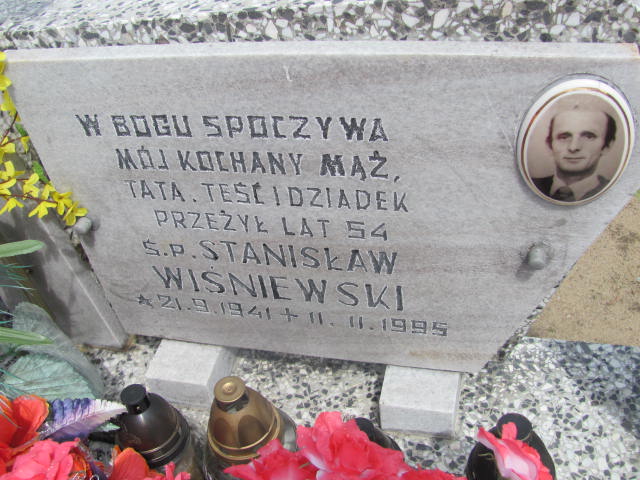 W BOGU SPOCZYWA
MÓJ KOCHANY MĄŻ,
TATA. TEŚĆ I DZIADEK
PRZEŻYŁ LAT 54
Ś.P. STANISŁAW
WIŚNIEWSKI
★21.9.1941 + 11.11.1995